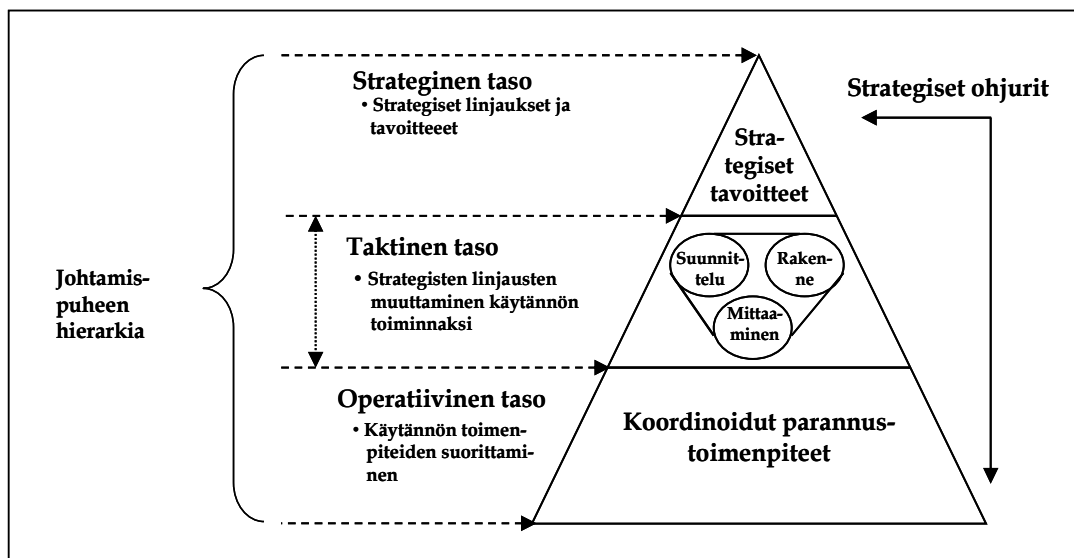 Johtamis-
puheen
hierarkia
Strateginen taso
• Strategiset linjaukset ja
tavoitteeet
Taktinen taso
• Strategisten linjausten
muuttaminen käytännön
toiminnaksi
Operatiivinen taso
• Käytännön toimen-
piteiden suorittami-
nen
Stra-
tegiset
tavoitteet
Suunnit-
telu
Raken-
ne
Mittaa-
minen
Koordinoidut parannus-
toimenpiteet
Strategiset ohjurit